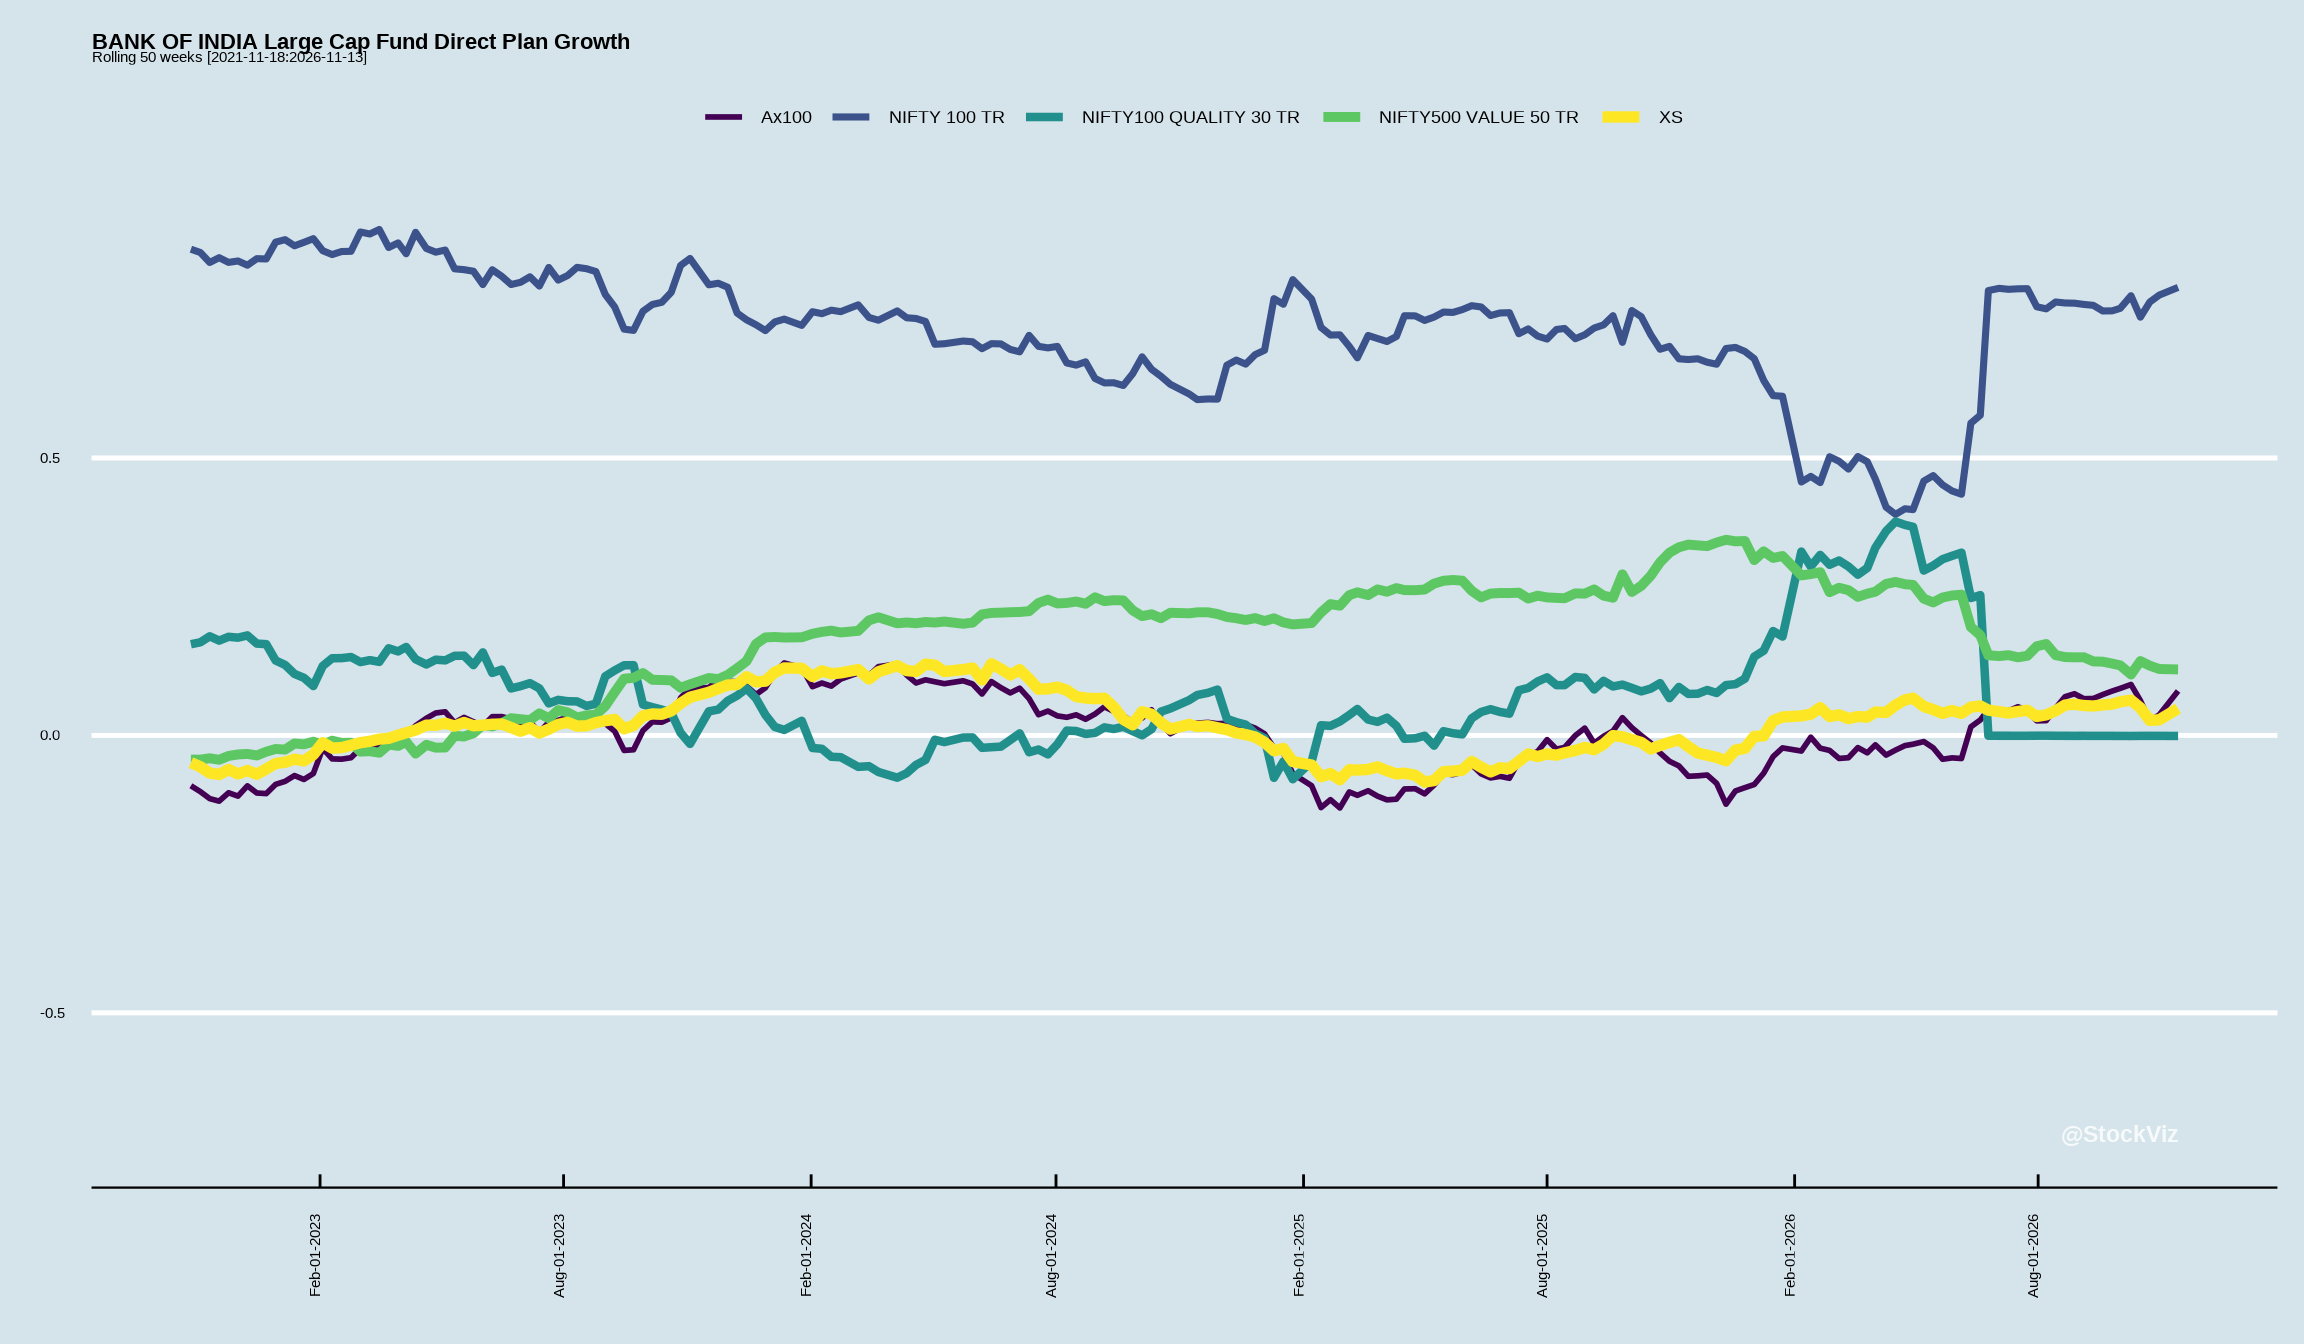 BANK OF INDIA Large Cap Fund Direct Plan Growth
Rolling 50 weeks [2021-11-18:2026-11-13]
Ax100 NIFTY 100 TR NIFTY100 QUALITY 30 TR NIFTY500 VALUE 50 TR XS
0.5
0.0
-0.5
@StockViz
Feb-01-2023 Aug-01-2023 Feb-01-2024 Aug-01-2024 Feb-01-2025 Aug-01-2025 Feb-01-2026 Aug-01-2026